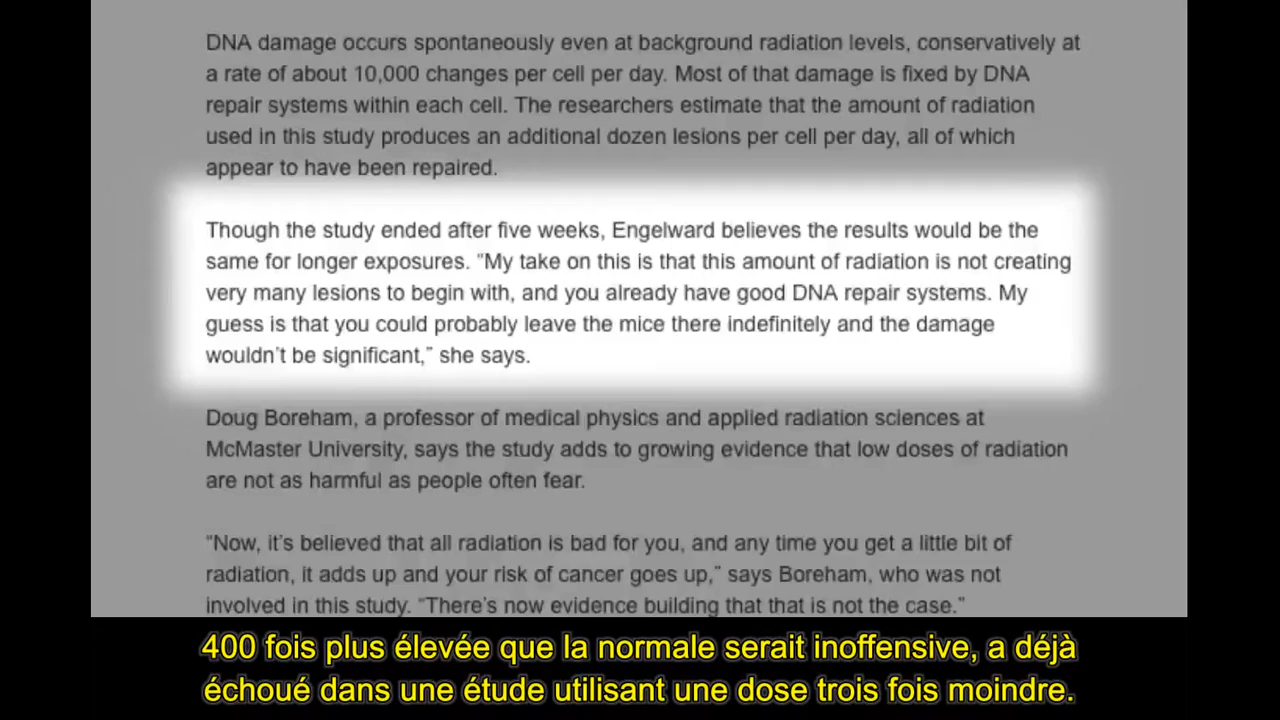 DNA damage occurs spontaneously even at background radiation levels, conservatively at
a rate of about 10,000 changes per cell per day. Most of that damage is fixed by DNA
repair systems within each cell. The researchers estimate that the amount of radiation
used in this study produces an additional dozen lesions per cell per day, all of which
appear to have been repaired.
Though the study ended after five weeks, Engelward believes the results would be the
same for longer exposures. “My take on this is that this amount of radiation is not creating
very many lesions to begin with, and you already have good DNA repair systems. My
guess is that you could probably leave the mice there indefinitely and the damage
wouldn’t be significant,” she says.
Doug Boreham, a professor of medical physics and applied radiation sciences at
McMaster University, says the study adds to growing evidence that low doses of radiation
are not as harmful as people often fear.
“Now, it’s believed that all radiation is bad for you, and any time you get a little bit of
radiation, it adds up and your risk of cancer goes up,” says Boreham, who was not
involved in this study. “There’s now evidence building that that is not the case.”
400 fois plus élevée que la normale serait inoffensive, a déjà
échoué dans une étude utilisant une dose trois fois moindre.